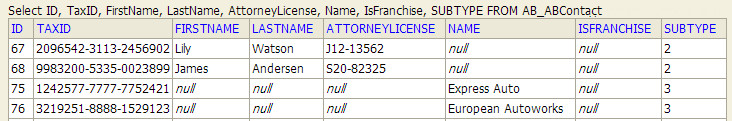 Select ID, TaxID, FirstName, LastName, AttorneyLicense, Name, IsFranchise, SUBTYPE FROM AB_ABContact
ID TAXID FIRSTNAME LASTNAME ATTORNEYLICENSE NAME ISFRANCHISE SUBTYPE
67 2096542-3113-2456902 Lily Watson J12-13562 null null 2
68 9983200-5335-0023899 James Andersen S20-82325 null null 2
75 1242577-7777-7752421 null null null Express Auto null 3
76 3219251-8888-1529123 null null null European Autoworks null 3